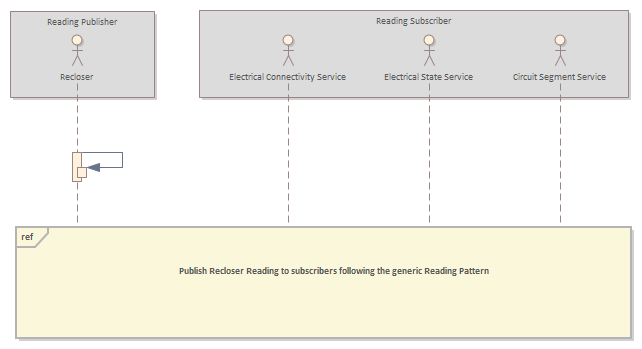 Reading Publisher
Reading Subscriber
Recloser
Electrical Connectivity Service
Electrical State Service
Circuit Segment Service
ref
Publish Recloser Reading to subscribers following the generic Reading Pattern